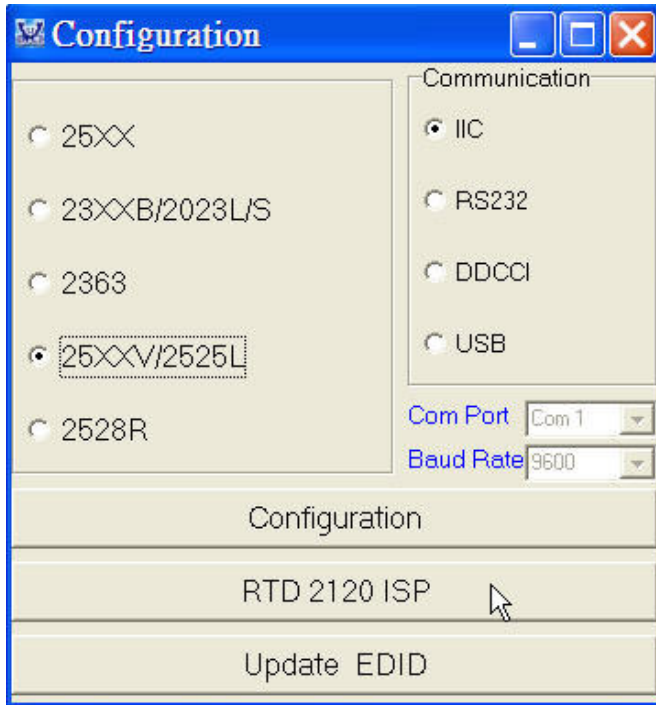 Configuration
25XX
23XXB/2023L/S
2363
25XXV/2525L
2528R
Communication
IIC
RS232
DDCCI
USB
Com Port Com 1
Baud Rate 9600
Configuration
RTD 2120 ISP
Update EDID